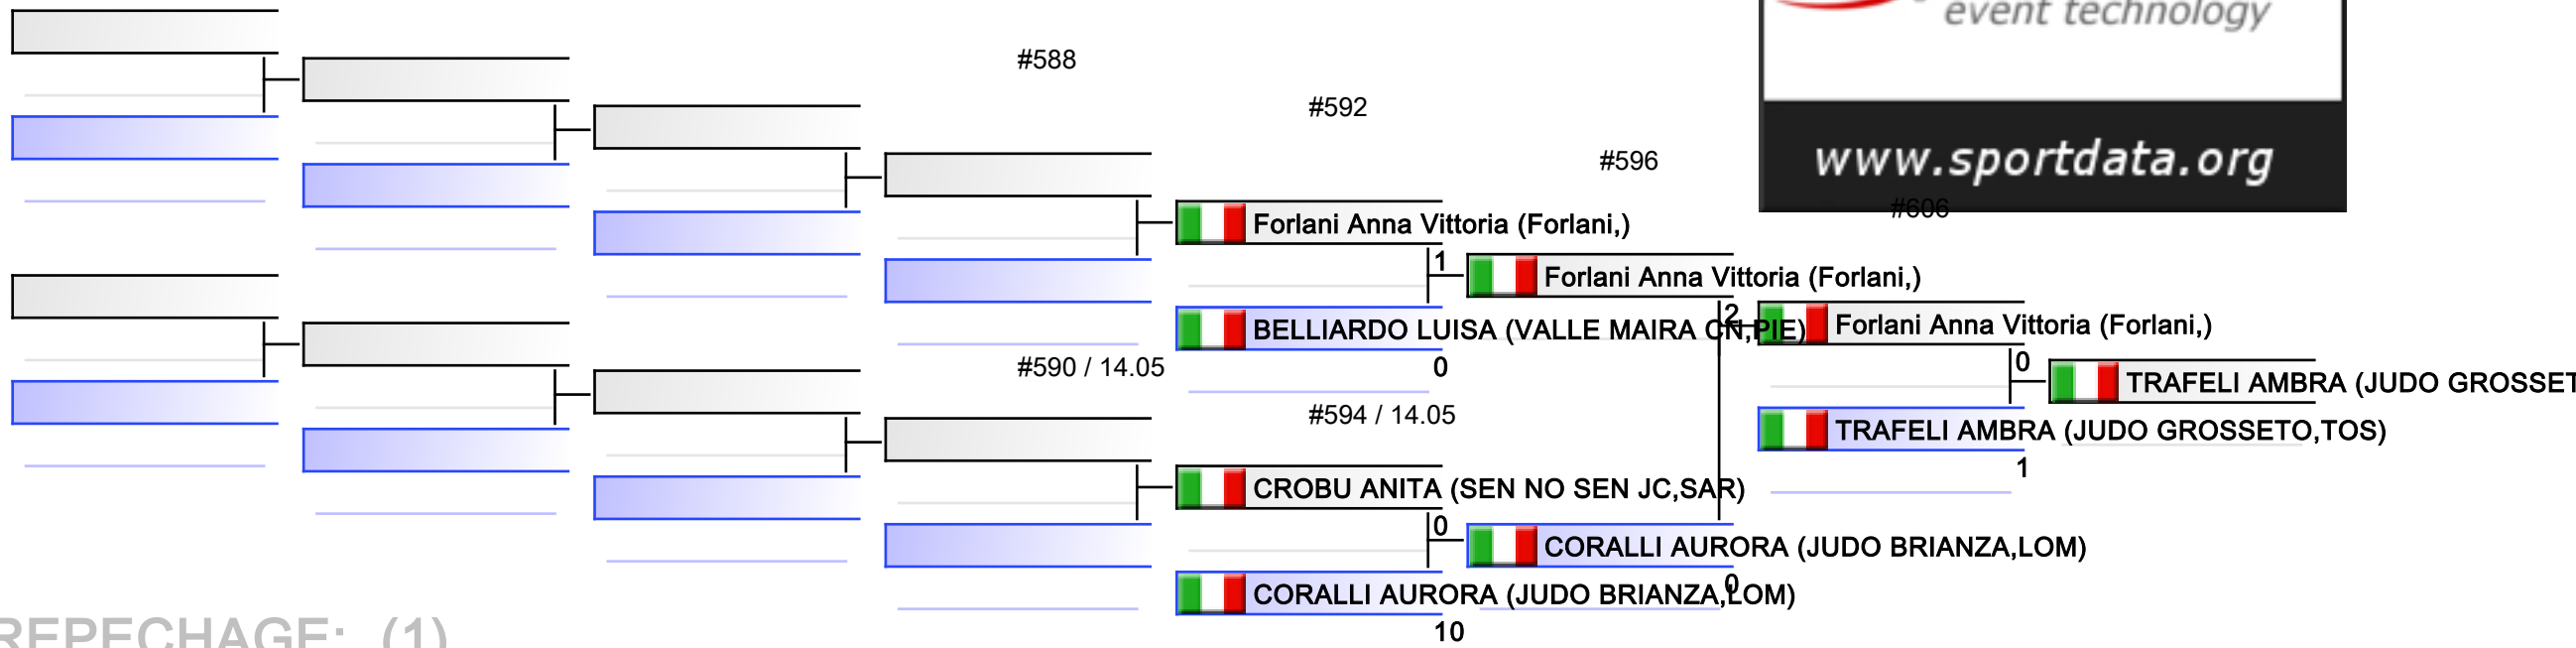 event technology
#588
#592
#596
www.sportdata.org
#606
Forlani Anna Vittoria (Forlani,)
1
Forlani Anna Vittoria (Forlani,)
BELLIARDO LUISA (VALLE MAIRA CN,PIE)
2
Forlani Anna Vittoria (Forlani,)
#590 / 14.05
0
0
TRAFELI AMBRA (JUDO GROSSET
#594 / 14.05
TRAFELI AMBRA (JUDO GROSSETO,TOS)
1
CROBU ANITA (SEN NO SEN JC,SAR)
0
CORALLI AURORA (JUDO BRIANZA,LOM)
0
CORALLI AURORA (JUDO BRIANZA,LOM)
10
REPECHAGE: (1)